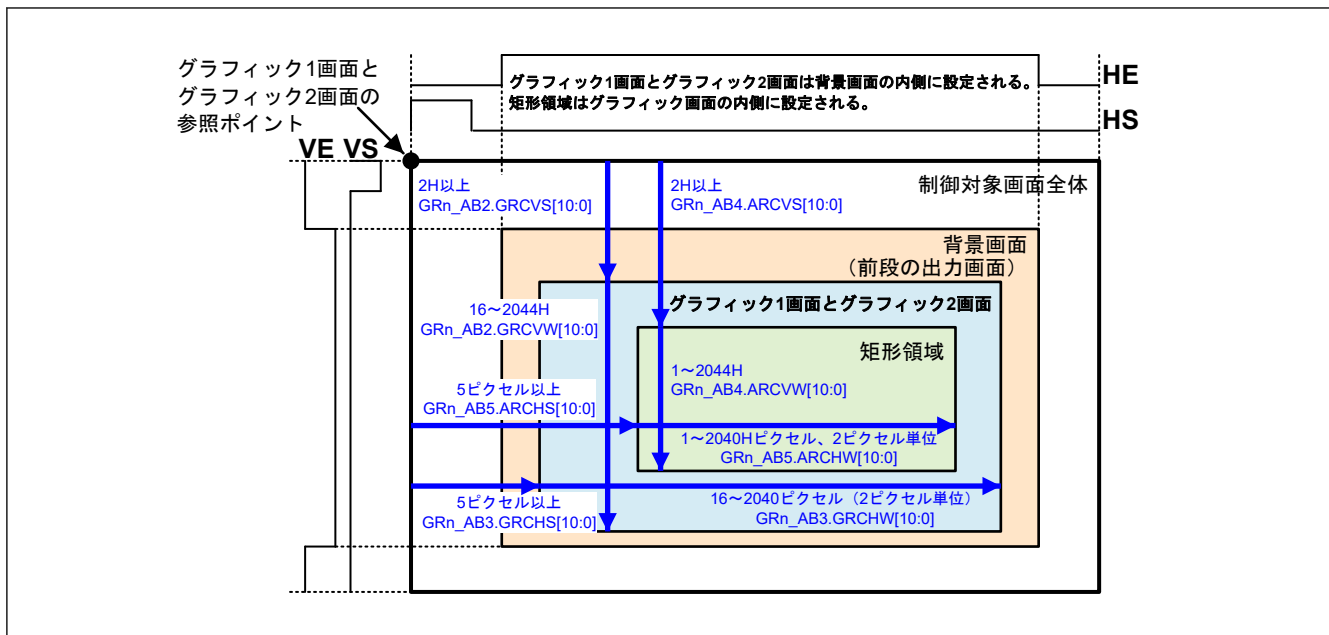 グラフィック1画面と
グラフィック2画面の
参照ポイント
グラフィック1画面とグラフィック2画面は背景画面の内側に設定される。
矩形領域はグラフィック画面の内側に設定される。
HE
HS
VE VS
2H以上
GRn_AB2.GRCVS[10:0]
2H以上
GRn_AB4.ARCVS[10:0]
制御対象画面全体
背景画面
（前段の出力画面）
グラフィック1画面とグラフィック2画面
16～2044H
GRn_AB2.GRCVW[10:0]
矩形領域
1～2044H
GRn_AB4.ARCVW[10:0]
5ピクセル以上
GRn_AB5.ARCHS[10:0]
1～2040Hピクセル、2ピクセル単位
GRn_AB5.ARCHW[10:0]
5ピクセル以上
GRn_AB3.GRCHS[10:0]
16～2040ピクセル（2ピクセル単位）
GRn_AB3.GRCHW[10:0]